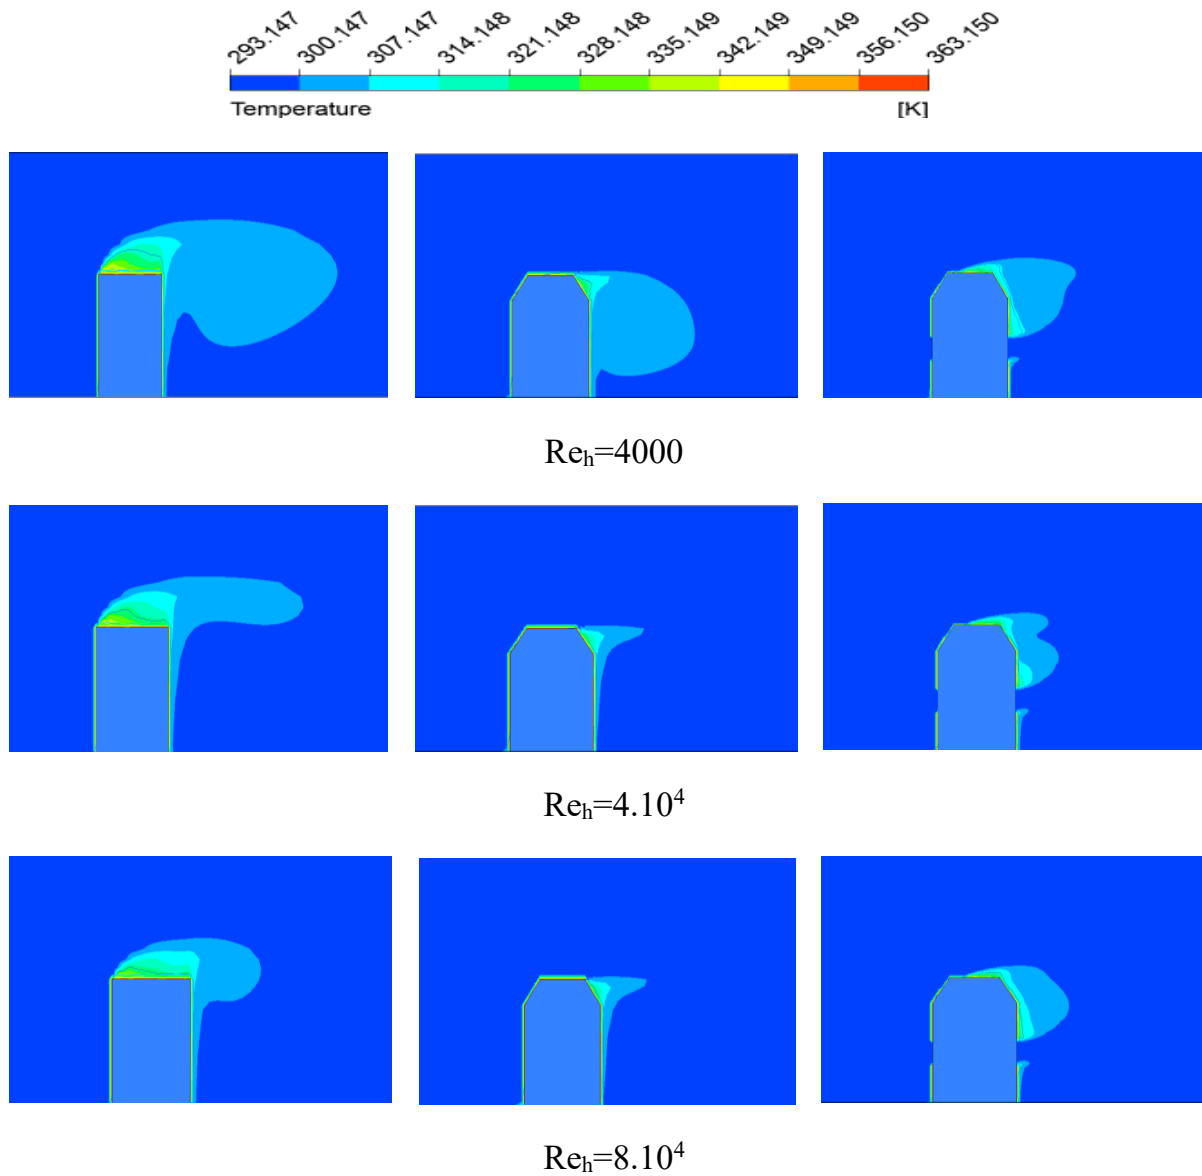 293.147 300.147 307.147 314.148 321.148 328.148 335.149 342.149 349.149 356.150 363.150
Temperature [K]
Reh=4000
Reh=4.10⁴
Reh=8.10⁴